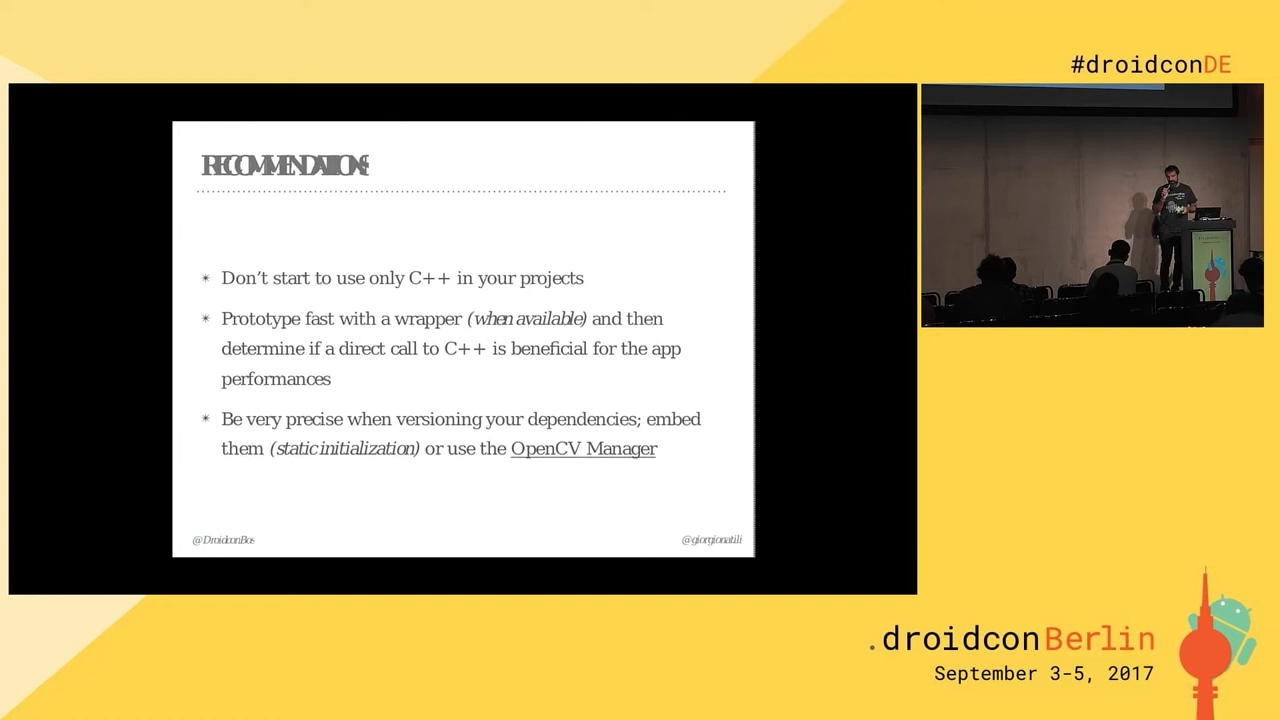 #droidconDE
RECOMMENDATIONS
Don't start to use only C++ in your projects
Prototype fast with a wrapper (when available) and then
determine if a direct call to C++ is beneficial for the app
performances
Be very precise when versioning your dependencies; embed
them (static initialization) or use the OpenCV Manager
@DroidconBos
@giorgionatili
.droidconBerlin
September 3-5, 2017